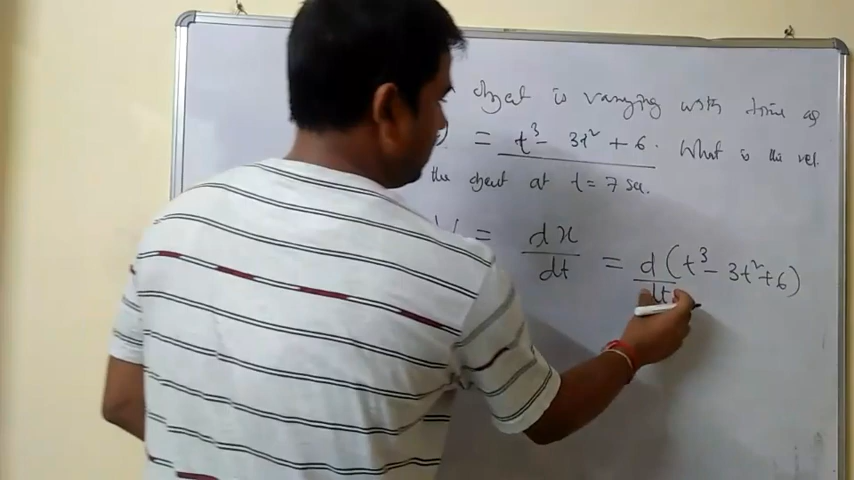 object is varying with time as
) = t³ - 3t² + 6. What is the vel.
the object at t = 7 sec.
V = dx/dt = d/dt (t³ - 3t² + 6)